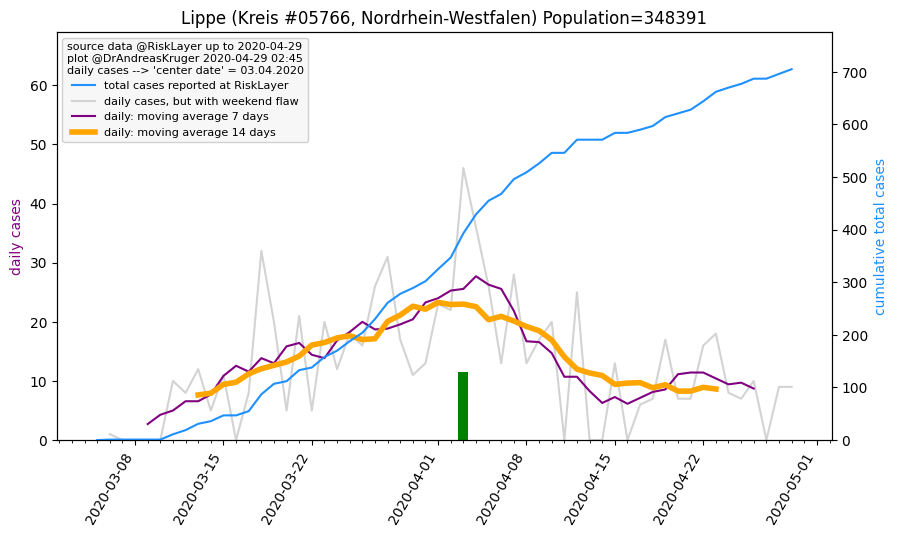 Lippe (Kreis #05766, Nordrhein-Westfalen) Population=348391
source data @RiskLayer up to 2020-04-29
plot @DrAndreasKruger 2020-04-29 02:45
daily cases --> 'center date' = 03.04.2020
total cases reported at RiskLayer
daily cases, but with weekend flaw
daily: moving average 7 days
daily: moving average 14 days
daily cases
60
50
40
30
20
10
0
700
600
500
400
300
200
100
0
cumulative total cases
2020-03-08
2020-03-15
2020-03-22
2020-04-01
2020-04-08
2020-04-15
2020-04-22
2020-05-01